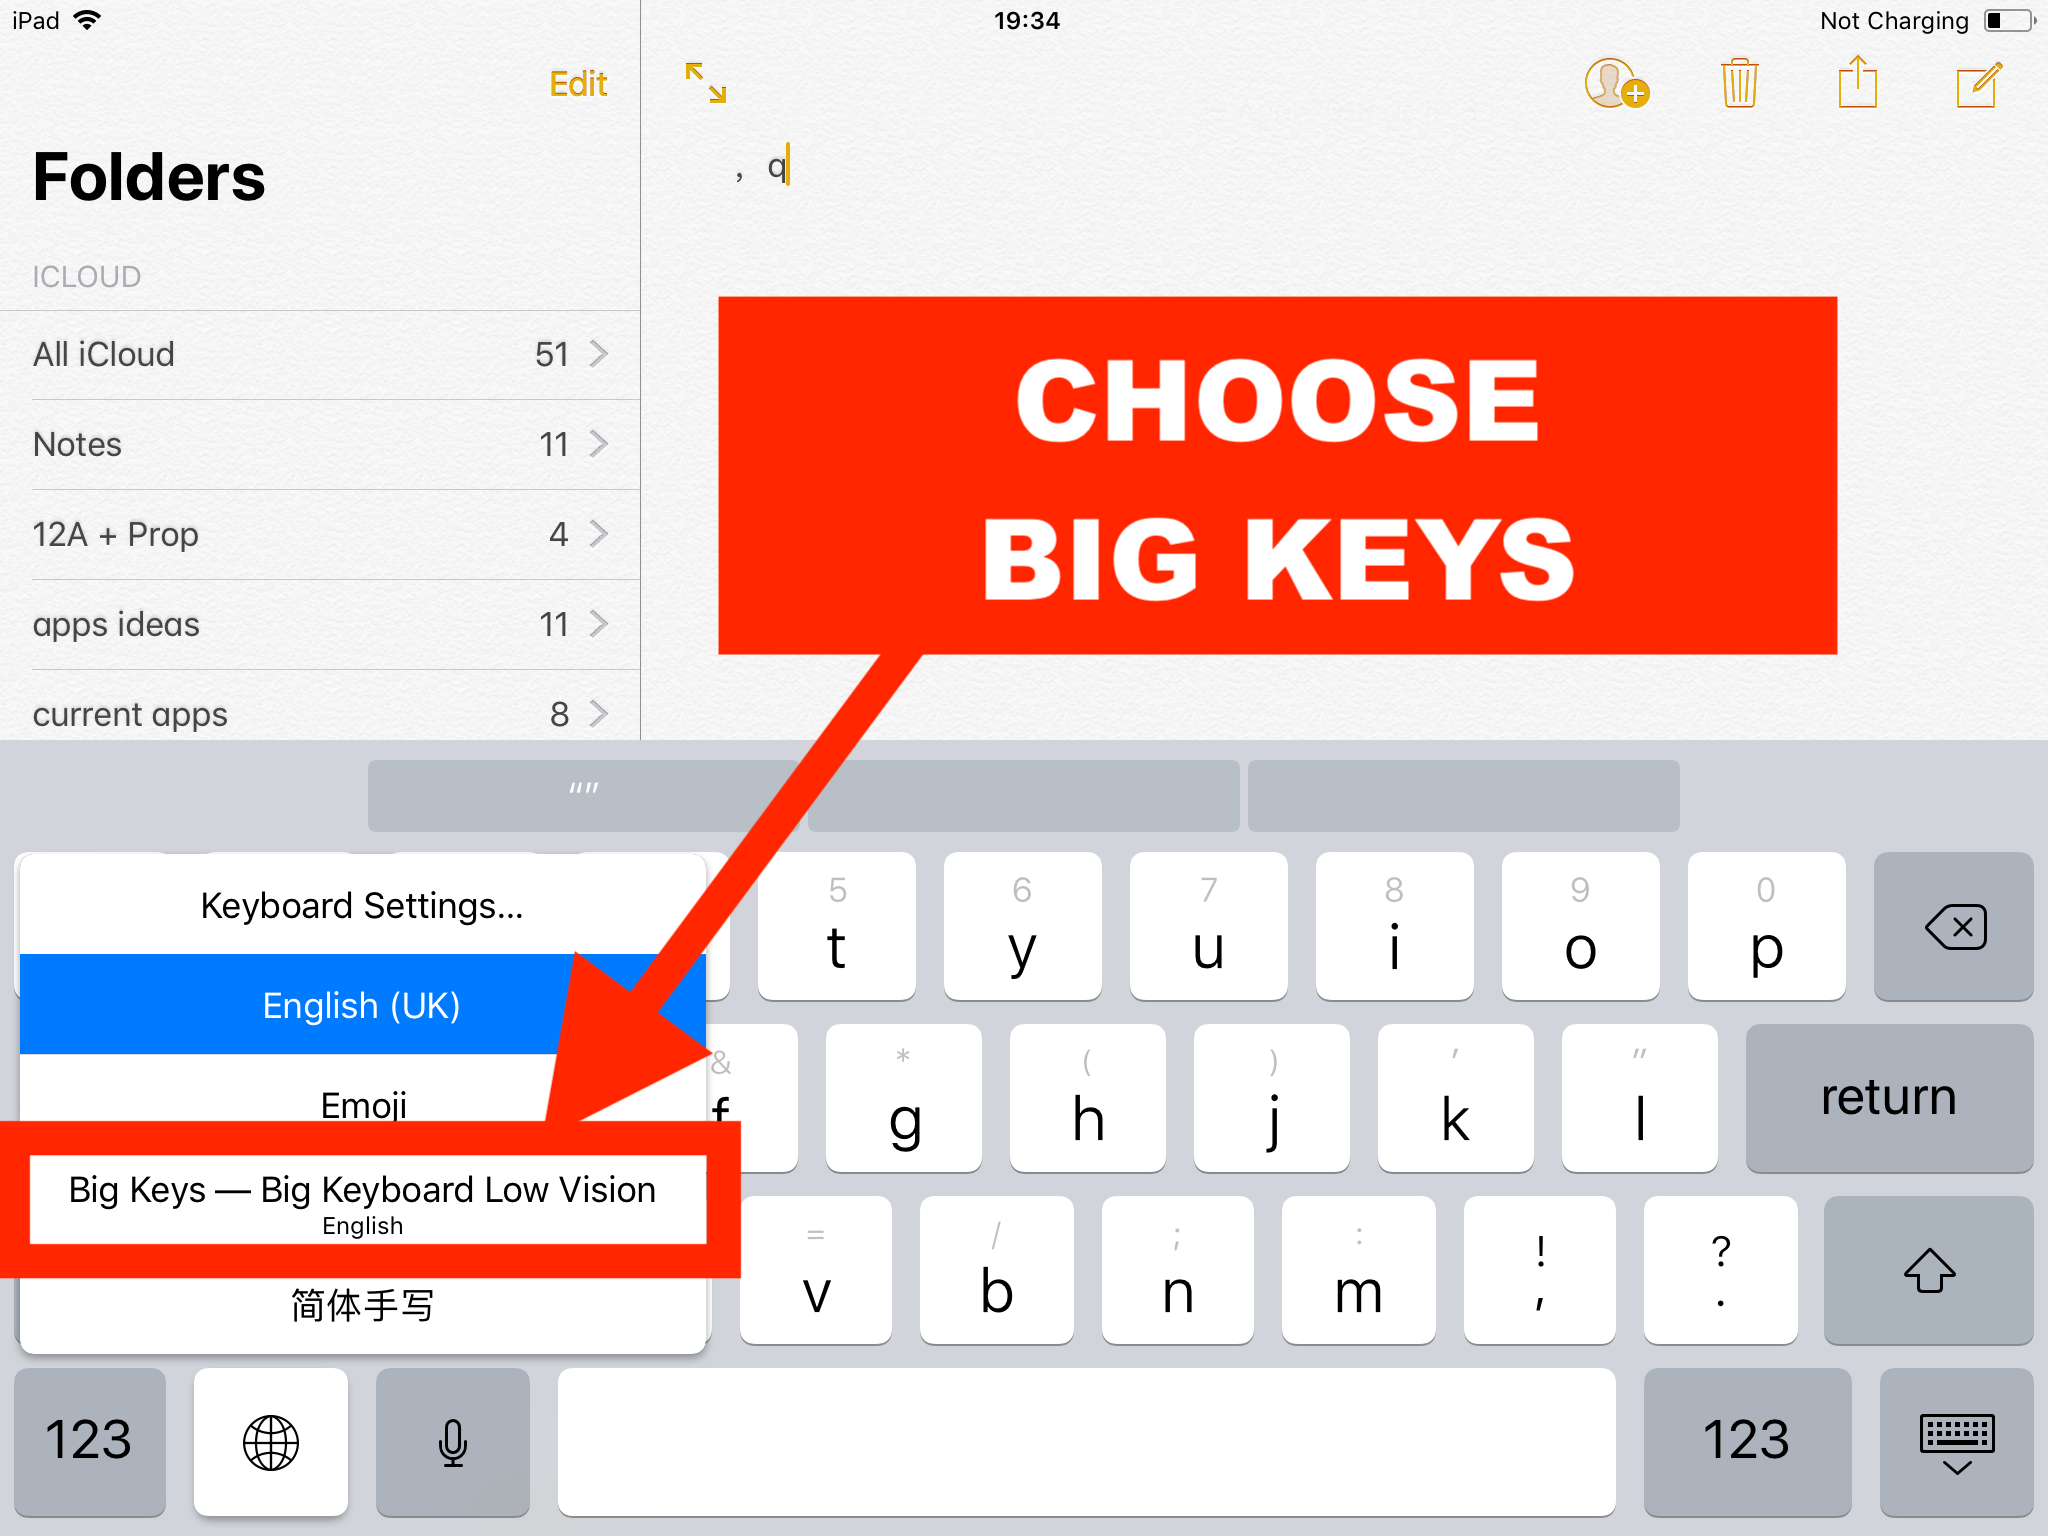 iPad
19:34
Not Charging
Edit
Folders
ICLOUD
All iCloud 51
Notes 11
12A + Prop 4
apps ideas 11
current apps 8
, q
CHOOSE
BIG KEYS
“”
Keyboard Settings...
English (UK)
Emoji
Big Keys — Big Keyboard Low Vision
English
简体手写
5 6 7 8 9 0
t y u i o p
& * ( ) ' "
f g h j k l
return
= / ; : ! ?
v b n m , .
123
123